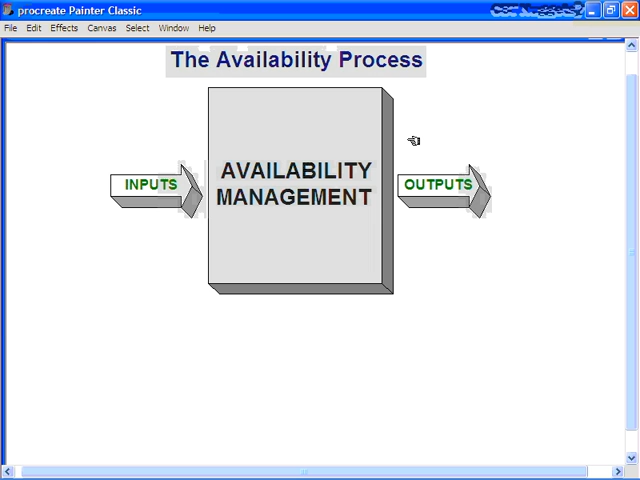 procreate Painter Classic
File Edit Effects Canvas Select Window Help
The Availability Process
AVAILABILITY
MANAGEMENT
INPUTS
OUTPUTS